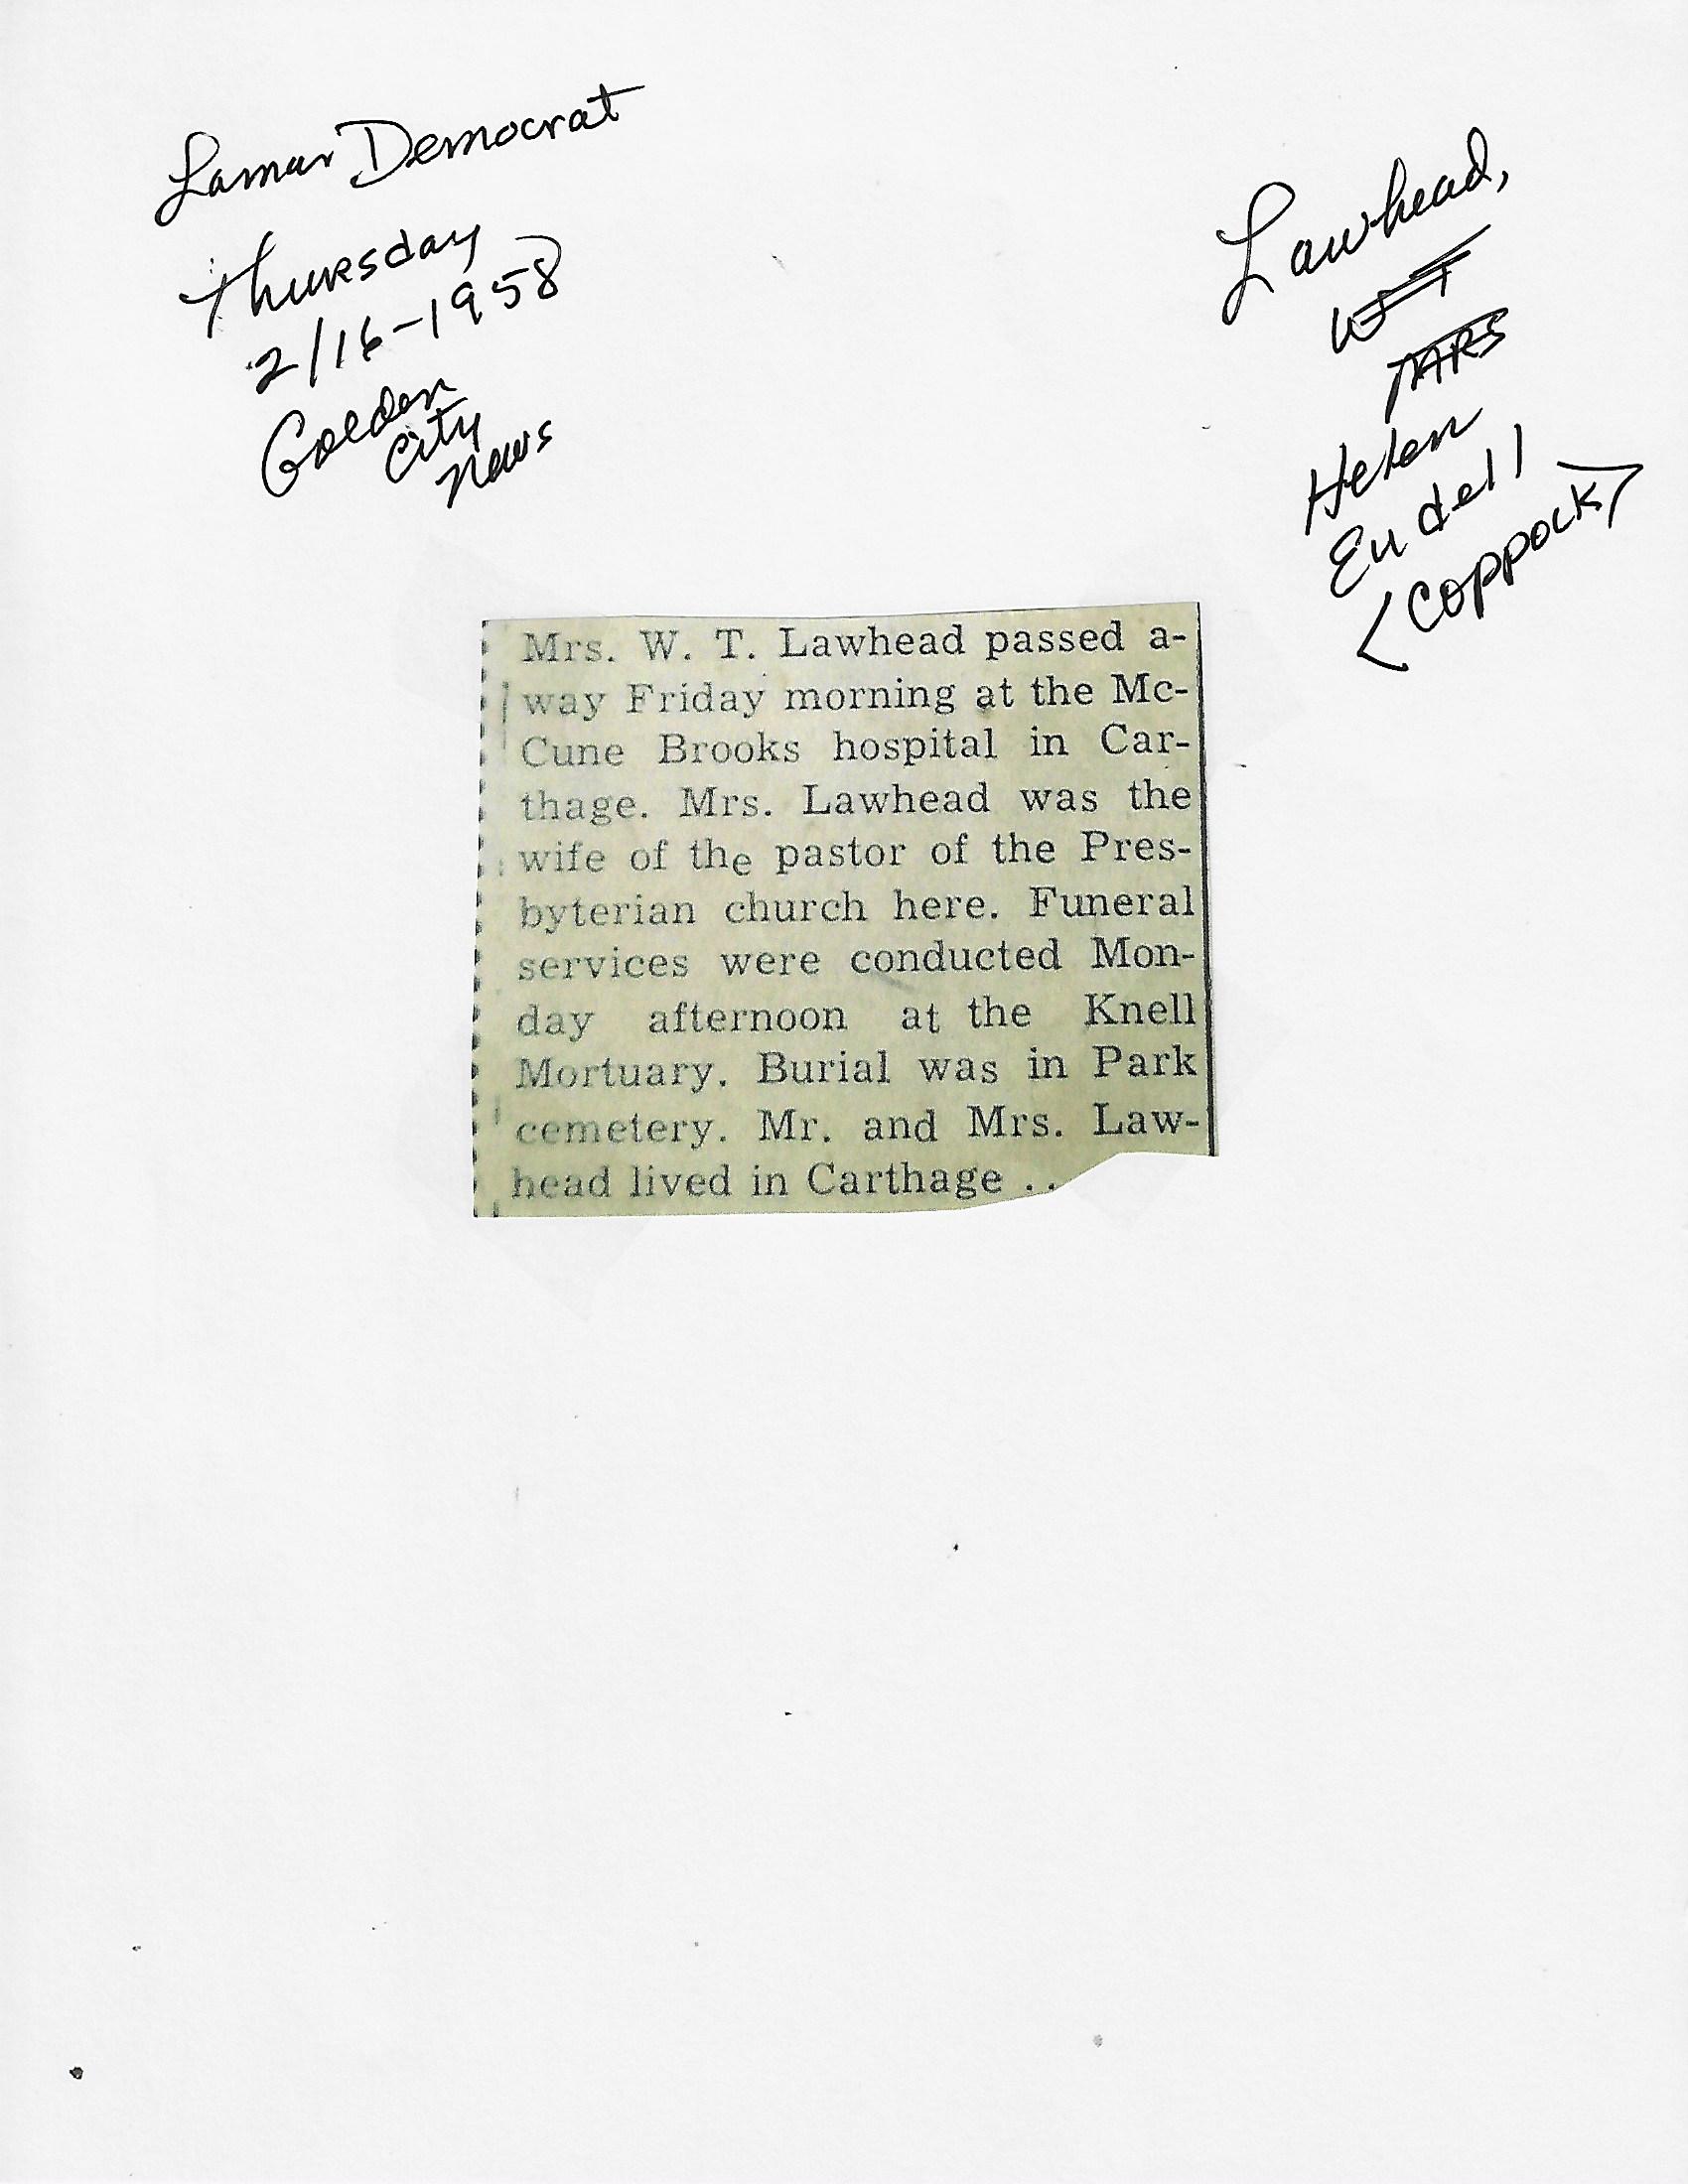 Lamar Democrat
Thursday
2/16-1958
Golden
City
News
Lawhead,
W T
MRS
Helen
Eudell
<Coppock>
Mrs. W. T. Lawhead passed a-
way Friday morning at the Mc-
Cune Brooks hospital in Car-
thage. Mrs. Lawhead was the
wife of the pastor of the Pres-
byterian church here. Funeral
services were conducted Mon-
day afternoon at the Knell
Mortuary. Burial was in Park
cemetery. Mr. and Mrs. Law-
head lived in Carthage ..